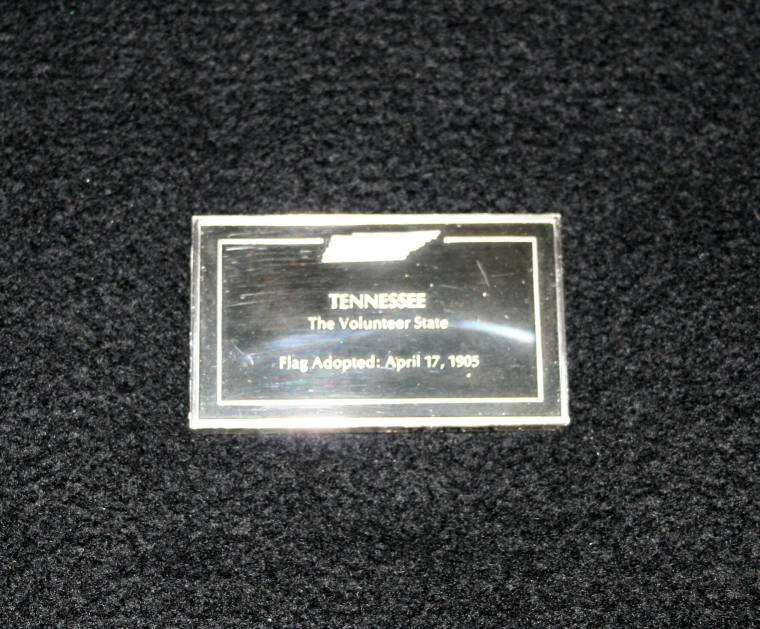 TENNESSEE
The Volunteer State
Flag Adopted: April 17, 1905